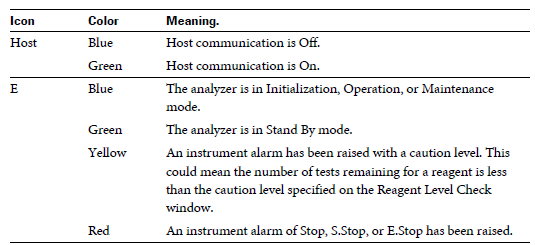 Icon Color Meaning.
Host Blue Host communication is Off.
Green Host communication is On.
E Blue The analyzer is in Initialization, Operation, or Maintenance
mode.
Green The analyzer is in Stand By mode.
Yellow An instrument alarm has been raised with a caution level. This
could mean the number of tests remaining for a reagent is less
than the caution level specified on the Reagent Level Check
window.
Red An instrument alarm of Stop, S.Stop, or E.Stop has been raised.